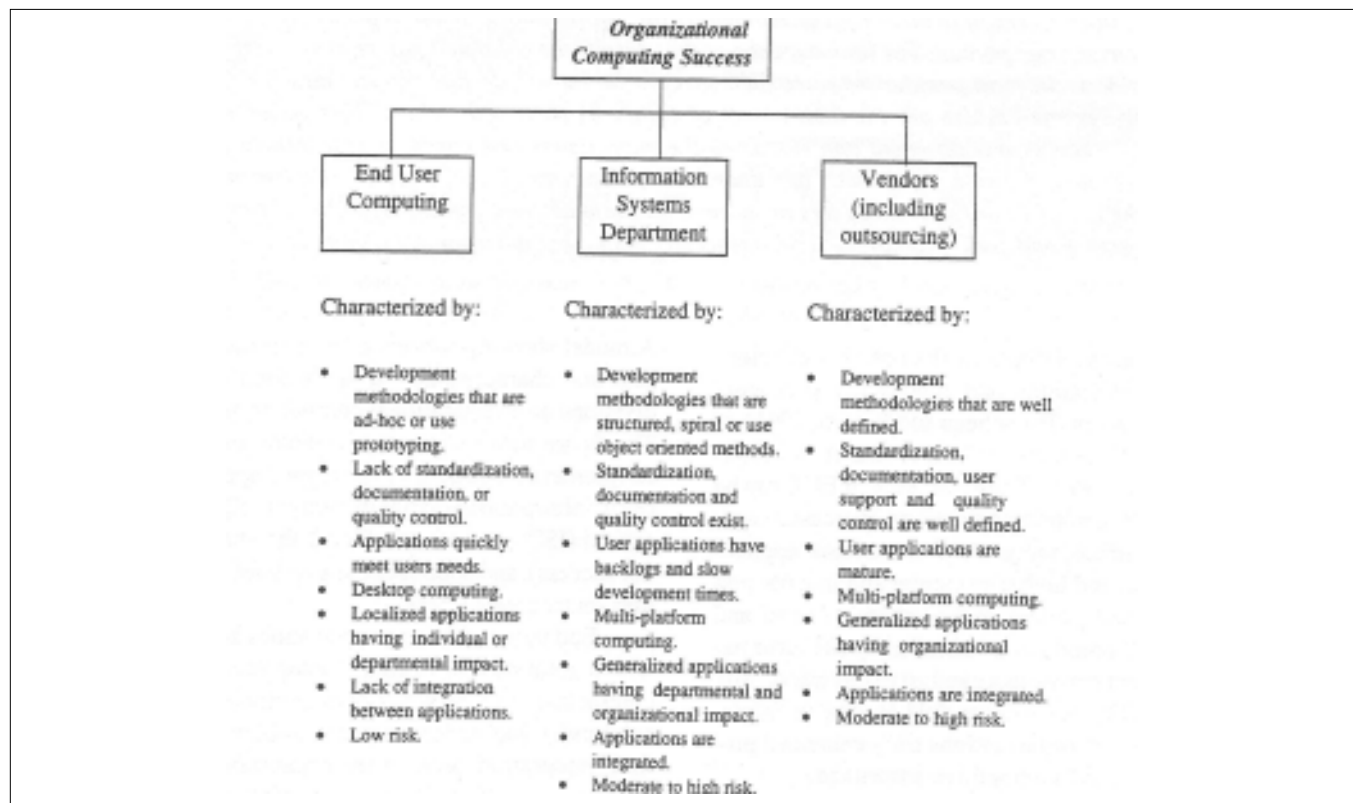 Organizational
Computing Success
End User
Computing
Information
Systems
Department
Vendors
(including
outsourcing)
Characterized by:
• Development
methodologies that are
ad-hoc or use
prototyping.
• Lack of standardization,
documentation, or
quality control.
• Applications quickly
meet users needs.
• Desktop computing.
• Localized applications
having individual or
departmental impact.
• Lack of integration
between applications.
• Low risk.
Characterized by:
• Development
methodologies that are
structured, spiral or use
object oriented methods.
• Standardization,
documentation and
quality control exist.
• User applications have
backlogs and slow
development times.
• Multi-platform
computing.
• Generalized applications
having departmental and
organizational impact.
• Applications are
integrated.
• Moderate to high risk.
Characterized by:
• Development
methodologies that are well
defined.
• Standardization,
documentation, user
support and quality
control are well defined.
• User applications are
mature.
• Multi-platform computing.
• Generalized applications
having organizational
impact.
• Applications are integrated.
• Moderate to high risk.